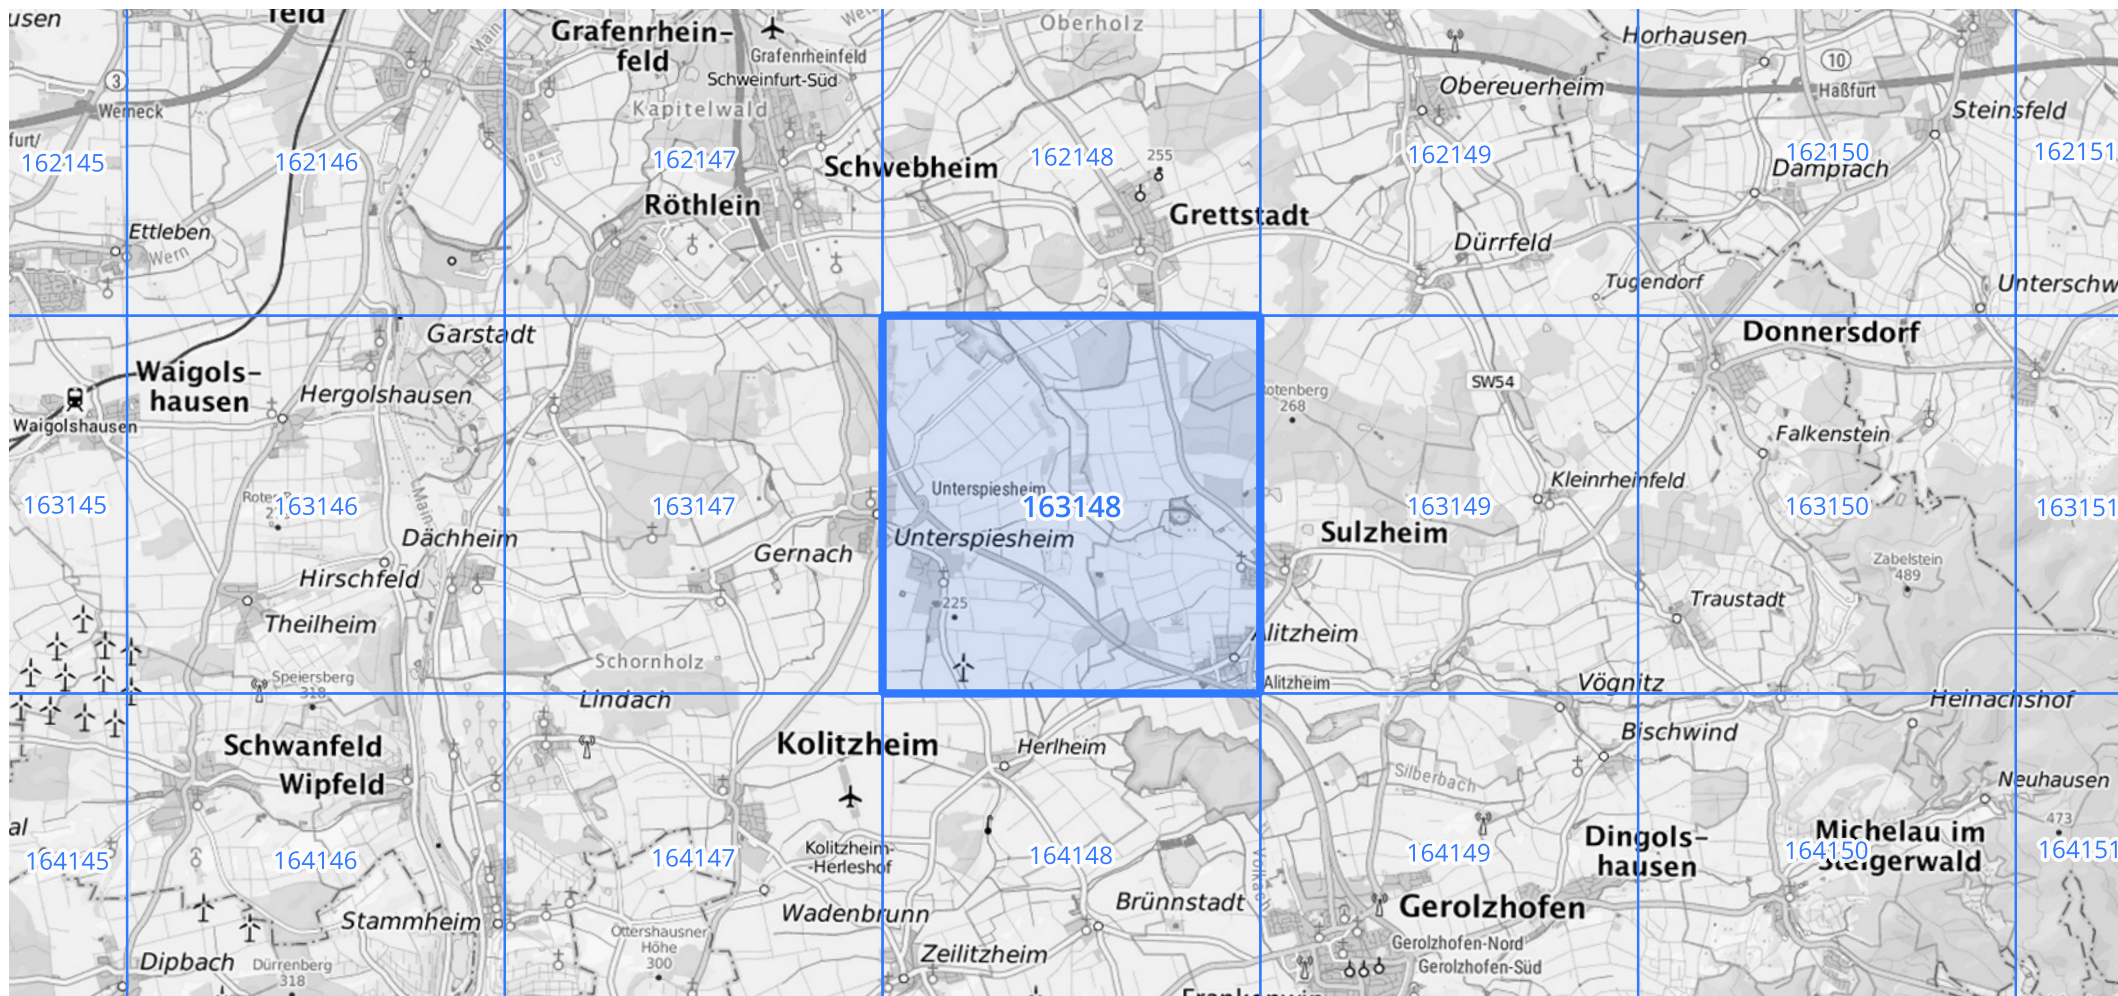 usen
feld
Main
Grafenrhein-
feld
Grafenrheinfeld
Schweinfurt-Süd
Kapitelwald
Oberholz
Horhausen
10
Haßfurt
Obereuerheim
Steinsfeld
3
Werneck
furt/
162145
162146
162147
162148
162149
162150
162151
Schwebheim
255
Dampfach
Röthlein
Grettstadt
Ettleben
Wern
Dürrfeld
Tugendorf
Unterschw
Garstadt
Donnersdorf
Waigols-
hausen
Hergolshausen
Waigolshausen
SW54
Rotenberg
268
Falkenstein
Kleinrheinfeld
Unterspiesheim
163145
163146
163147
163148
163149
163150
163151
Main
Dächheim
Gernach
Unterspiesheim
Sulzheim
Hirschfeld
Zabelstein
489
Theilheim
225
Traustadt
Alitzheim
Schornholz
Speiersberg
318
Lindach
Alitzheim
Vögnitz
Heinachshof
Schwanfeld
Wipfeld
Kolitzheim
Herlheim
Bischwind
Silberbach
Neuhausen
473
al
Kolitzheim-
-Herleshof
Dingols-
hausen
Michelau im
Steigerwald
164145
164146
164147
164148
164149
164150
164151
Volkach
Stammheim
Wadenbrunn
Brünnstadt
Gerolzhofen
Öttershausner
Höhe
300
Gerolzhofen-Nord
Gerolzhofen-Süd
Dipbach
Dürrenberg
318
Zeilitzheim